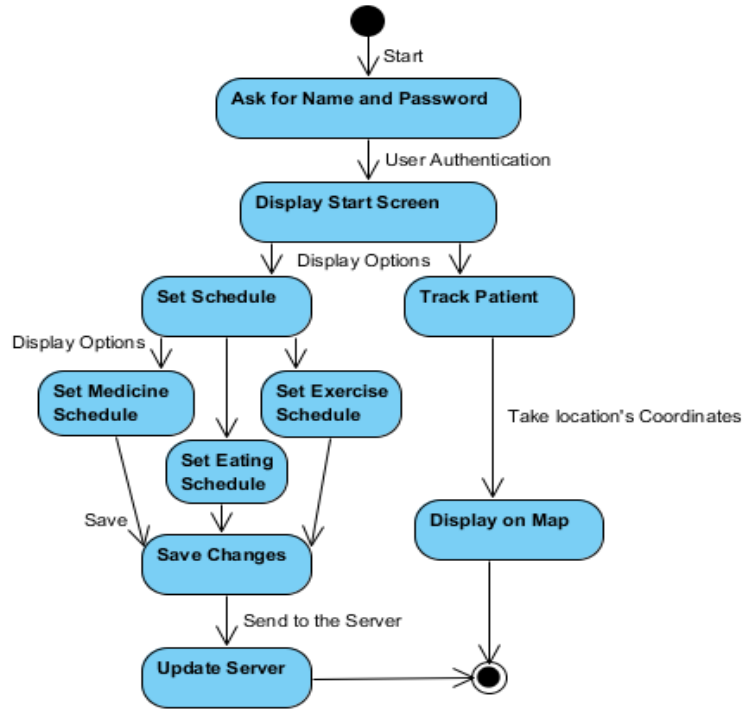 Start
Ask for Name and Password
User Authentication
Display Start Screen
Display Options
Set Schedule
Track Patient
Display Options
Set Medicine
Schedule
Set Exercise
Schedule
Take location's Coordinates
Set Eating
Schedule
Save
Display on Map
Save Changes
Send to the Server
Update Server